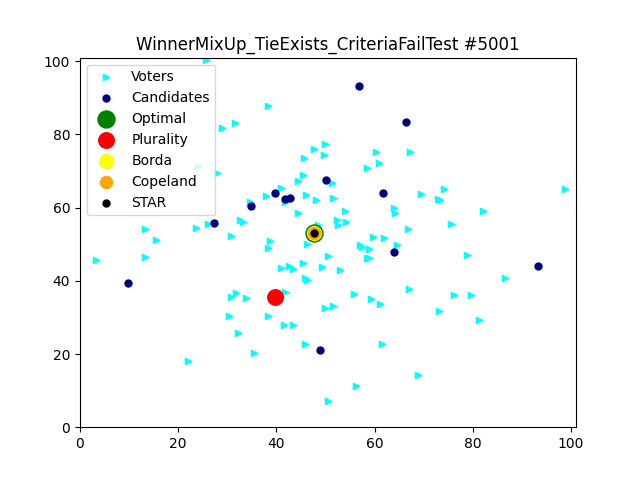 WinnerMixUp_TieExists_CriteriaFailTest #5001
Voters
Candidates
Optimal
Plurality
Borda
Copeland
STAR
100
80
60
40
20
0
0 20 40 60 80 100